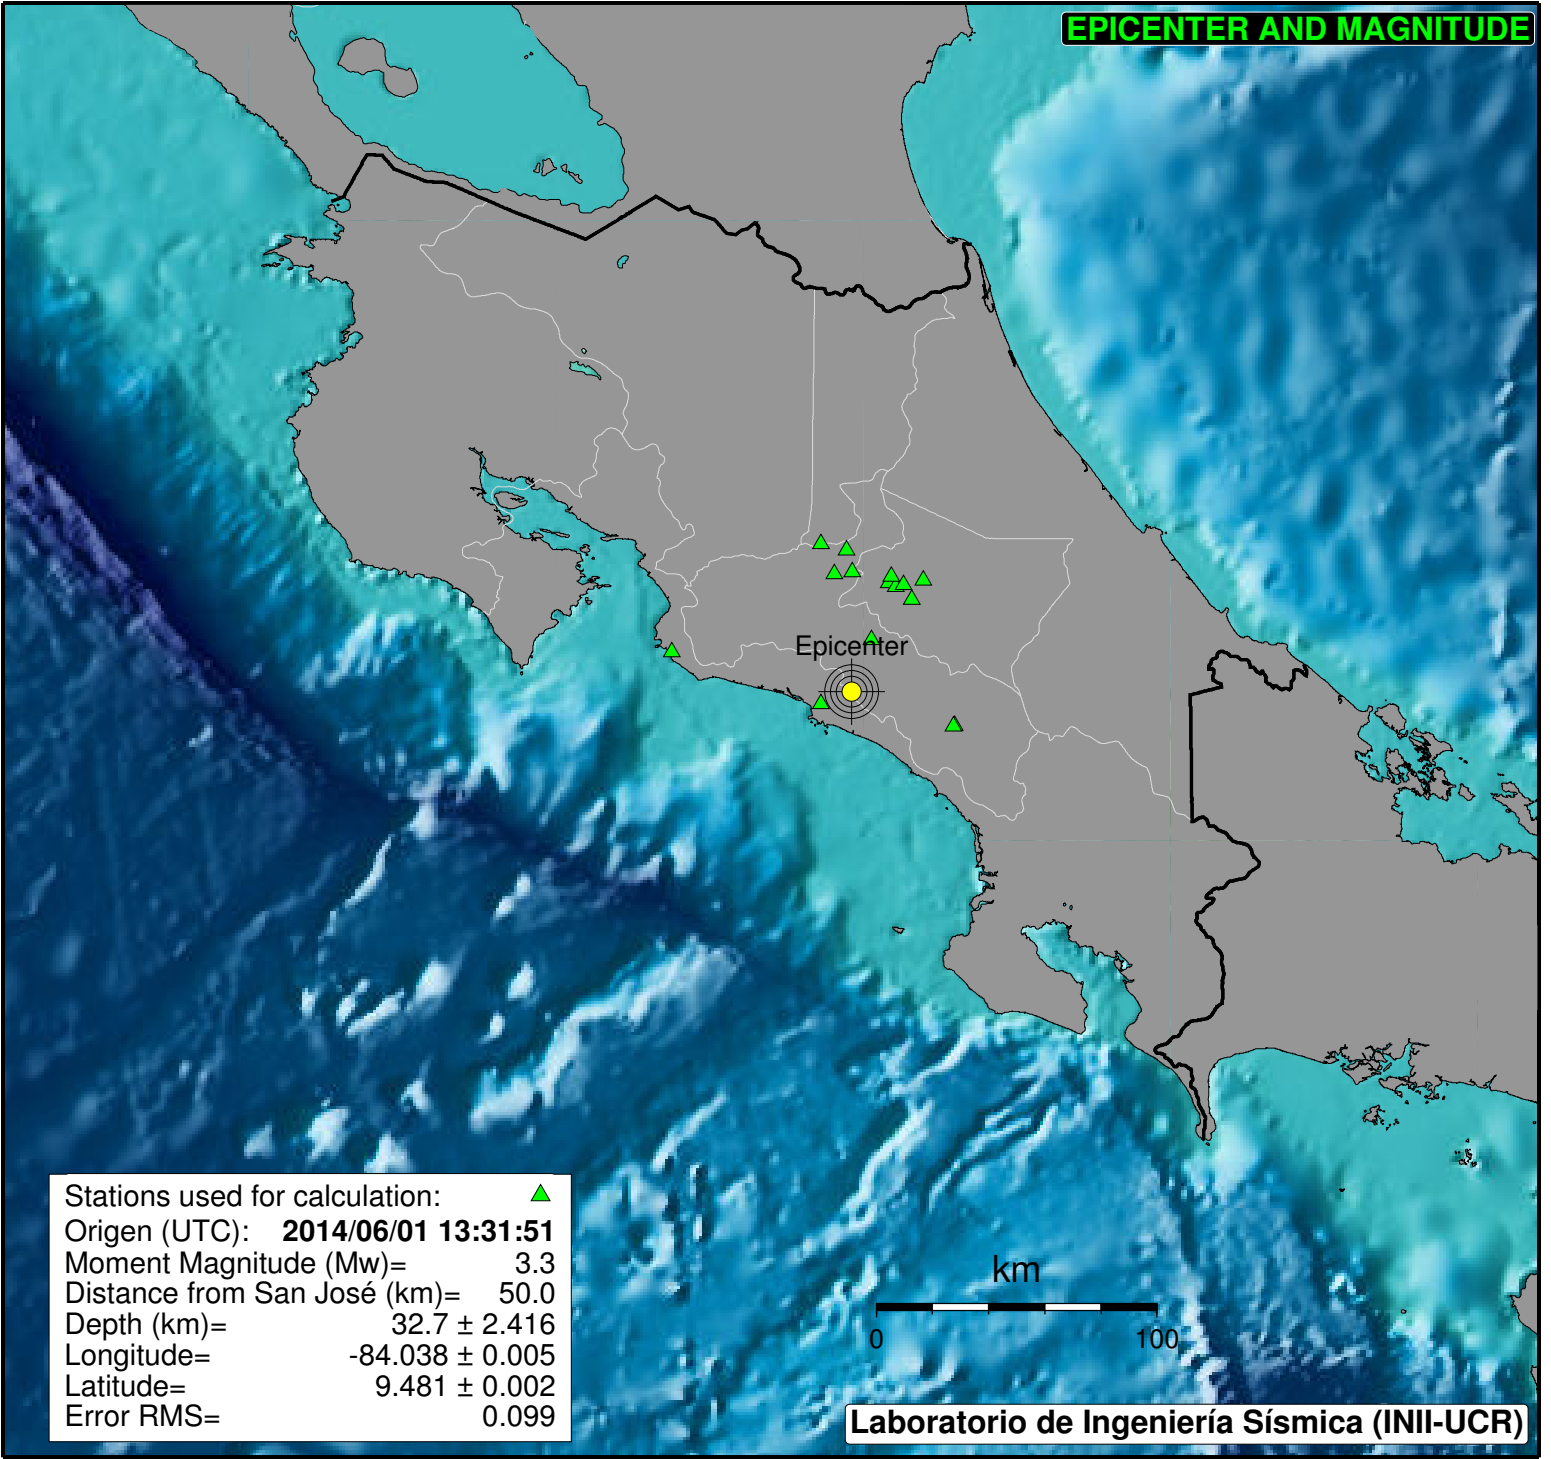 EPICENTER AND MAGNITUDE
Epicenter
Stations used for calculation:
Origen (UTC): 2014/06/01 13:31:51
Moment Magnitude (Mw)= 3.3
Distance from San José (km)= 50.0
Depth (km)= 32.7 ± 2.416
Longitude= -84.038 ± 0.005
Latitude= 9.481 ± 0.002
Error RMS= 0.099
km
0 100
Laboratorio de Ingeniería Sísmica (INII-UCR)